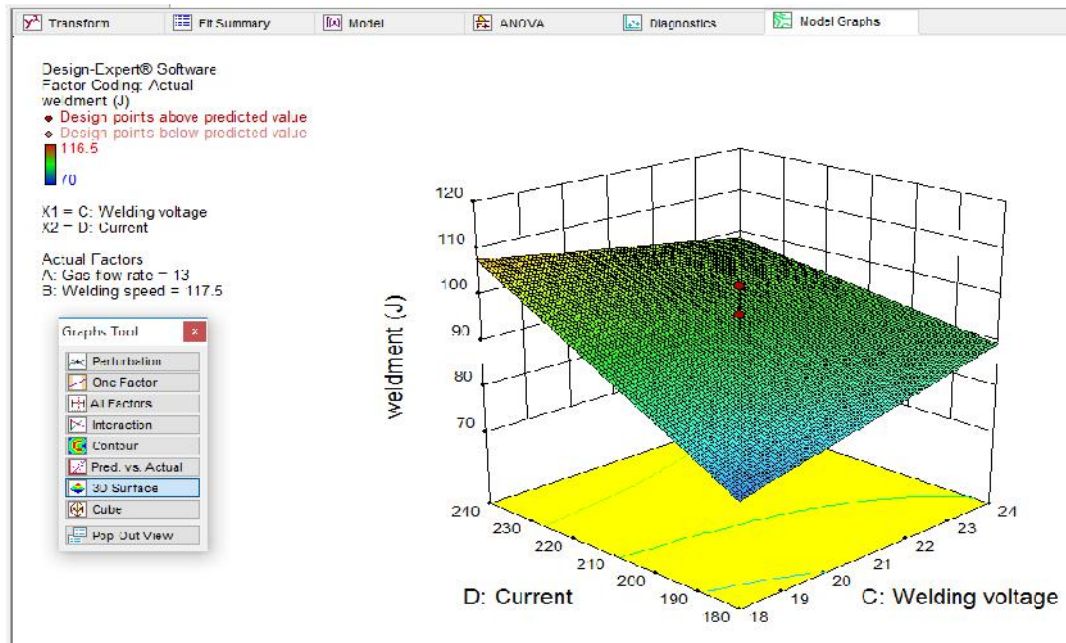 Transform
Fit Summary
Model
ANOVA
Diagnostics
Model Graphs
Design-Expert® Software
Factor Coding: Actual
weldment (J)
Design points above predicted value
Design points below predicted value
116.5
70
X1 = C: Welding voltage
X2 = D: Current
Actual Factors
A: Gas flow rate = 13
B: Welding speed = 117.5
Graphs Tool
Perturbation
One Factor
All Factors
Interaction
Contour
Pred. vs. Actual
3D Surface
Cube
Pop Out View
120
110
100
90
80
70
weldment (J)
240
230
220
210
200
190
180
D: Current
18
19
20
21
22
23
24
C: Welding voltage